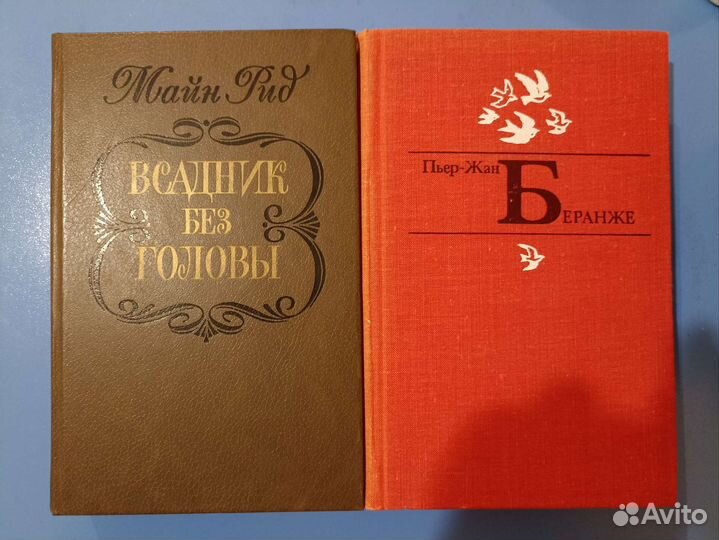 Майн Рид
ВСАДНИК
БЕЗ
ГОЛОВЫ
Пьер-Жан
БЕРАНЖЕ
Avito